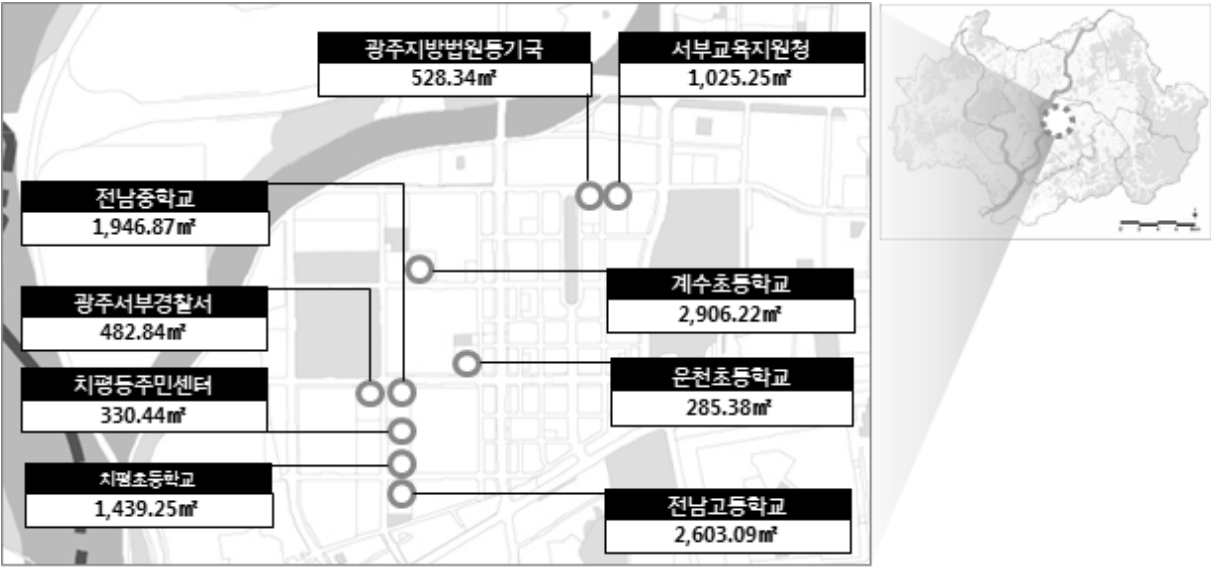 광주지방법원등기국
528.34㎡
서부교육지원청
1,025.25㎡
전남중학교
1,946.87㎡
계수초등학교
2,906.22㎡
광주서부경찰서
482.84㎡
운천초등학교
285.38㎡
치평동주민센터
330.44㎡
치평초등학교
1,439.25㎡
전남고등학교
2,603.09㎡